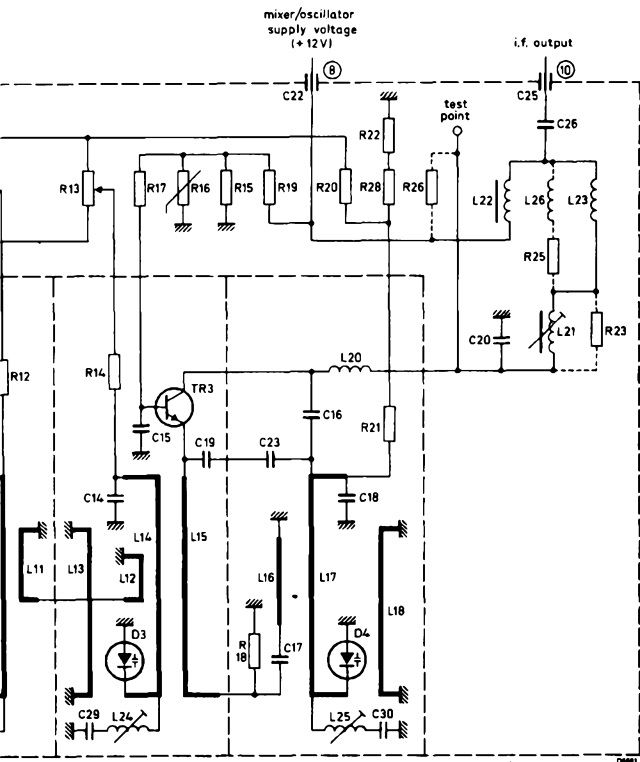 mixer/oscillator
supply voltage
(+12V)
i.f. output
8
10
C22
C25
test
point
C26
R22
R13
R17
R16
R15
R19
R20
R28
R26
L22
L26
L23
R25
L20
C20
L21
R23
R12
R14
TR3
C16
R21
C15
C19
C23
C14
L14
L15
C18
L11
L13
L12
L16
L17
L18
D3
R
18
C17
D4
C29
L24
L25
C30